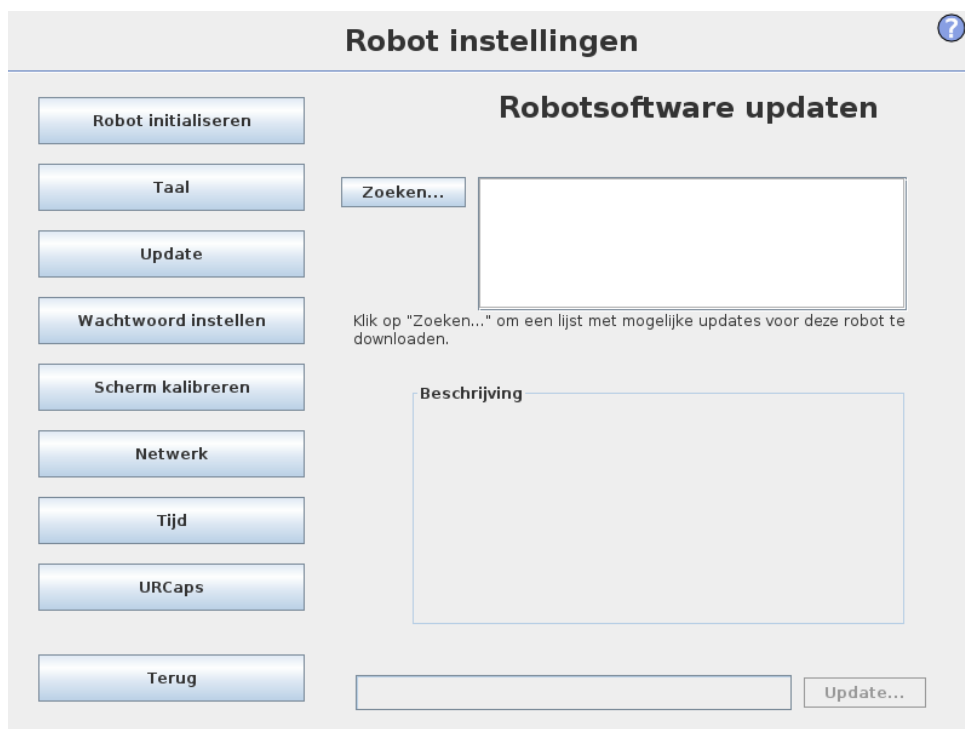 Robot instellingen
?
Robot initialiseren
Taal
Update
Wachtwoord instellen
Scherm kalibreren
Netwerk
Tijd
URCaps
Terug
Robotsoftware updaten
Zoeken...
Klik op "Zoeken..." om een lijst met mogelijke updates voor deze robot te
downloaden.
Beschrijving
Update...